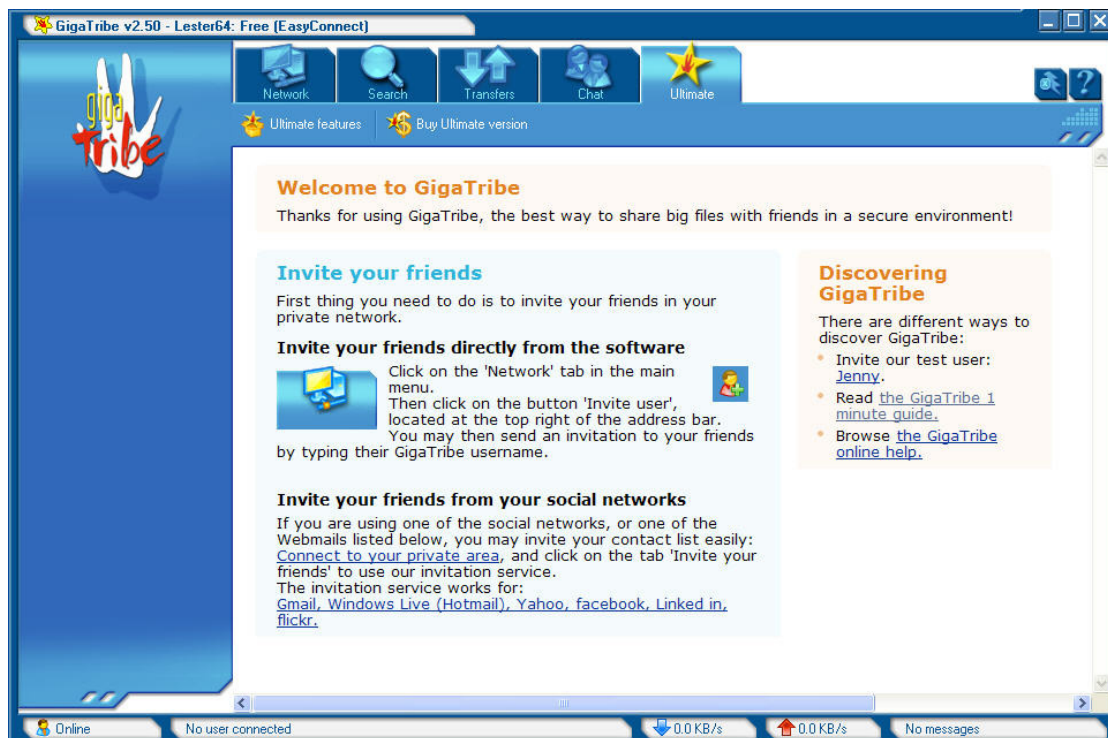 GigaTribe v2.50 - Lester64: Free (EasyConnect)
giga
Tribe
Network
Search
Transfers
Chat
Ultimate
?
Ultimate features
Buy Ultimate version
Welcome to GigaTribe
Thanks for using GigaTribe, the best way to share big files with friends in a secure environment!
Invite your friends
First thing you need to do is to invite your friends in your
private network.
Invite your friends directly from the software
Click on the 'Network' tab in the main
menu.
Then click on the button 'Invite user',
located at the top right of the address bar.
You may then send an invitation to your friends
by typing their GigaTribe username.
Invite your friends from your social networks
If you are using one of the social networks, or one of the
Webmails listed below, you may invite your contact list easily:
Connect to your private area, and click on the tab 'Invite your
friends' to use our invitation service.
The invitation service works for:
Gmail, Windows Live (Hotmail), Yahoo, facebook, Linked in,
flickr.
Discovering
GigaTribe
There are different ways to
discover GigaTribe:
Invite our test user:
Jenny.
Read the GigaTribe 1
minute guide.
Browse the GigaTribe
online help.
Online
No user connected
0.0 KB/s
0.0 KB/s
No messages